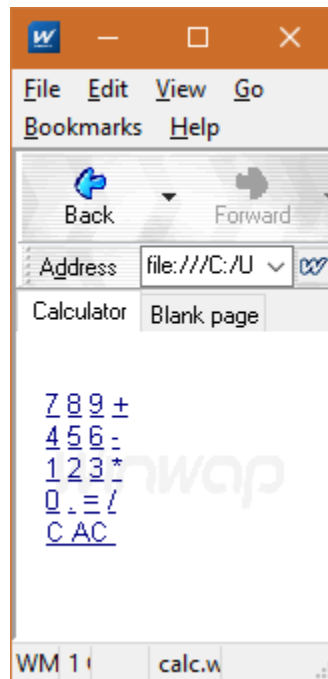 W
File Edit View Go
Bookmarks Help
Back Forward
Address file:///C:/U
Calculator Blank page
7 8 9 +
4 5 6 -
1 2 3 *
0 . = /
C AC
winwap
WM 1 calc.w